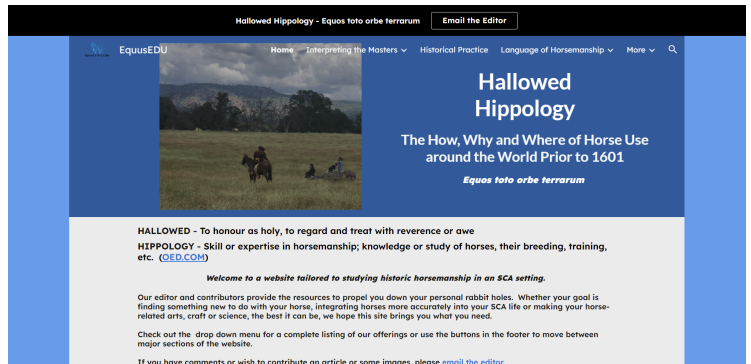 Hallowed Hippology - Equos toto orbe terrarum
Email the Editor
EquusEDU
Home
Interpreting the Masters
Historical Practice
Language of Horsemanship
More
Hallowed
Hippology
The How, Why and Where of Horse Use
around the World Prior to 1601
Equos toto orbe terrarum
HALLOWED - To honour as holy, to regard and treat with reverence or awe
HIPPOLOGY - Skill or expertise in horsemanship; knowledge or study of horses, their breeding, training,
etc. (OED.COM)
Welcome to a website tailored to studying historic horsemanship in an SCA setting.
Our editor and contributors provide the resources to propel you down your personal rabbit holes. Whether your goal is
finding something new to do with your horse, integrating horses more accurately into your SCA life or making your horse-
related arts, craft or science, the best it can be, we hope this site brings you what you need.
Check out the drop down menu for a complete listing of our offerings or use the buttons in the footer to move between
major sections of the website.
If you have comments or wish to contribute an article or some images, please email the editor